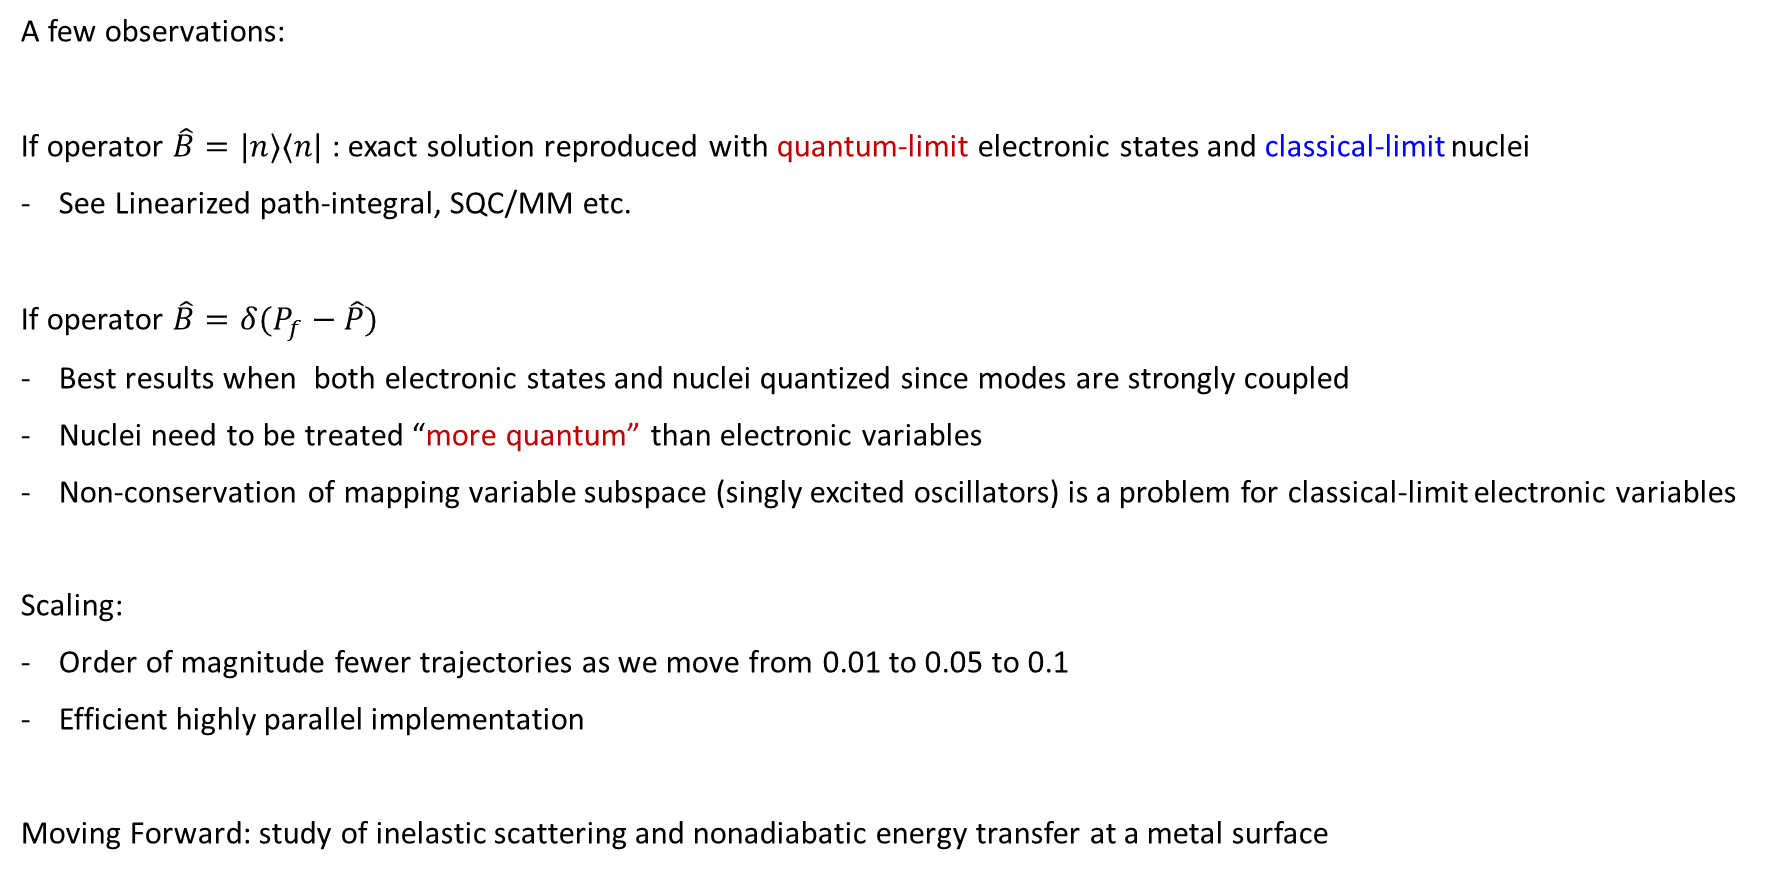 A few observations:
If operator B̂ = |n⟩⟨n| : exact solution reproduced with quantum-limit electronic states and classical-limit nuclei
- See Linearized path-integral, SQC/MM etc.
If operator B̂ = δ(P_f − P̂)
- Best results when both electronic states and nuclei quantized since modes are strongly coupled
- Nuclei need to be treated “more quantum” than electronic variables
- Non-conservation of mapping variable subspace (singly excited oscillators) is a problem for classical-limit electronic variables
Scaling:
- Order of magnitude fewer trajectories as we move from 0.01 to 0.05 to 0.1
- Efficient highly parallel implementation
Moving Forward: study of inelastic scattering and nonadiabatic energy transfer at a metal surface